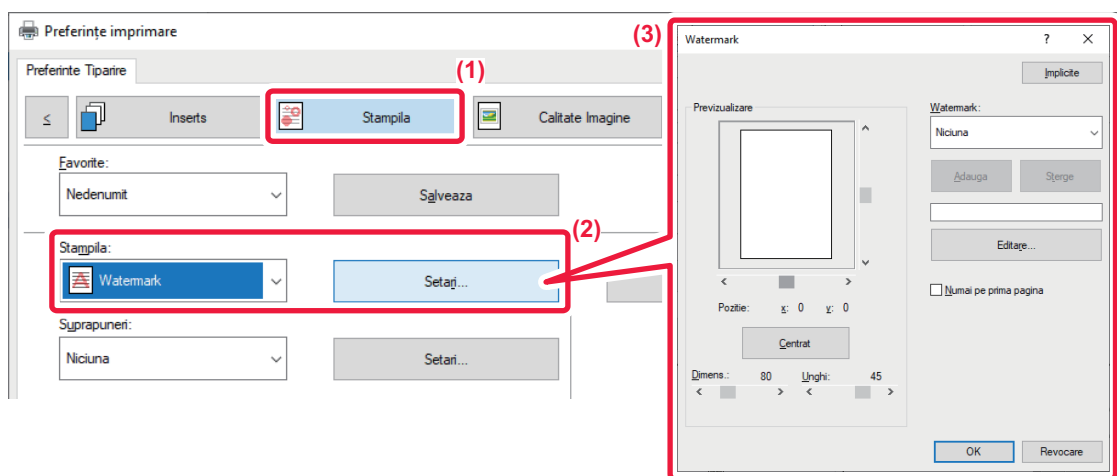 Preferințe imprimare
Preferinte Tiparire
(1)
<
Inserts
Stampila
Calitate Imagine
Favorite:
Nedenumit
Salveaza
(2)
Stampila:
Watermark
Setari...
Suprapuneri:
Niciuna
Setari...
(3)
Watermark
?
X
Implicite
Previzualizare
Watermark:
Niciuna
Adauga
Sterge
Editare...
Numai pe prima pagina
Pozitie: x: 0 y: 0
Centrat
Dimens.: 80 Unghi: 45
OK
Revocare